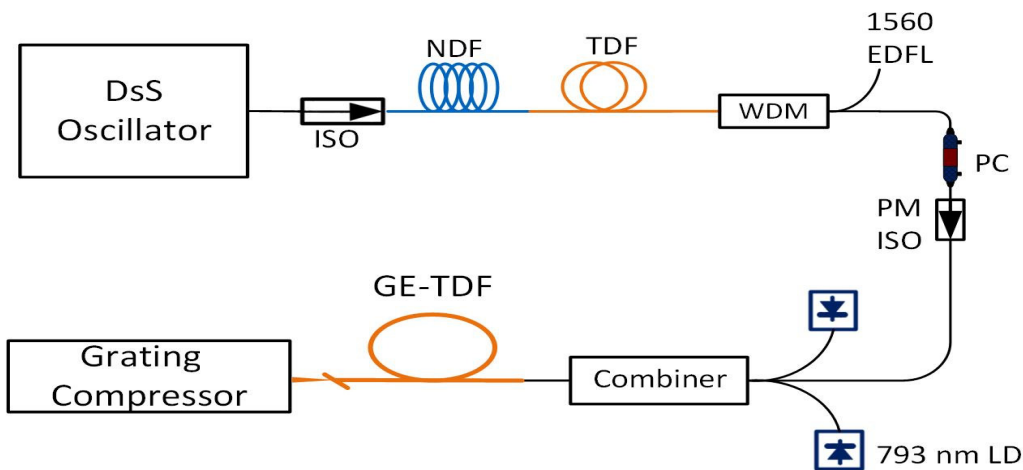 DsS
Oscillator
ISO
NDF
TDF
WDM
1560
EDFL
PC
PM
ISO
GE-TDF
Grating
Compressor
Combiner
793 nm LD